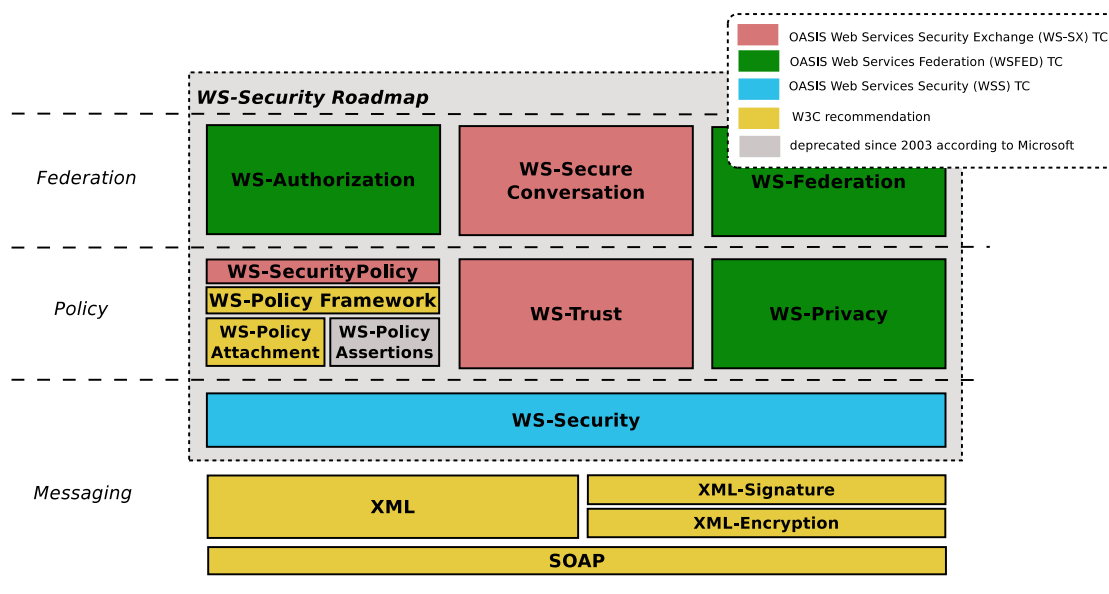 OASIS Web Services Security Exchange (WS-SX) TC
OASIS Web Services Federation (WSFED) TC
OASIS Web Services Security (WSS) TC
W3C recommendation
deprecated since 2003 according to Microsoft
WS-Security Roadmap
Federation
WS-Authorization
WS-Secure
Conversation
WS-Federation
Policy
WS-SecurityPolicy
WS-Policy Framework
WS-Policy
Attachment
WS-Policy
Assertions
WS-Trust
WS-Privacy
WS-Security
Messaging
XML
XML-Signature
XML-Encryption
SOAP